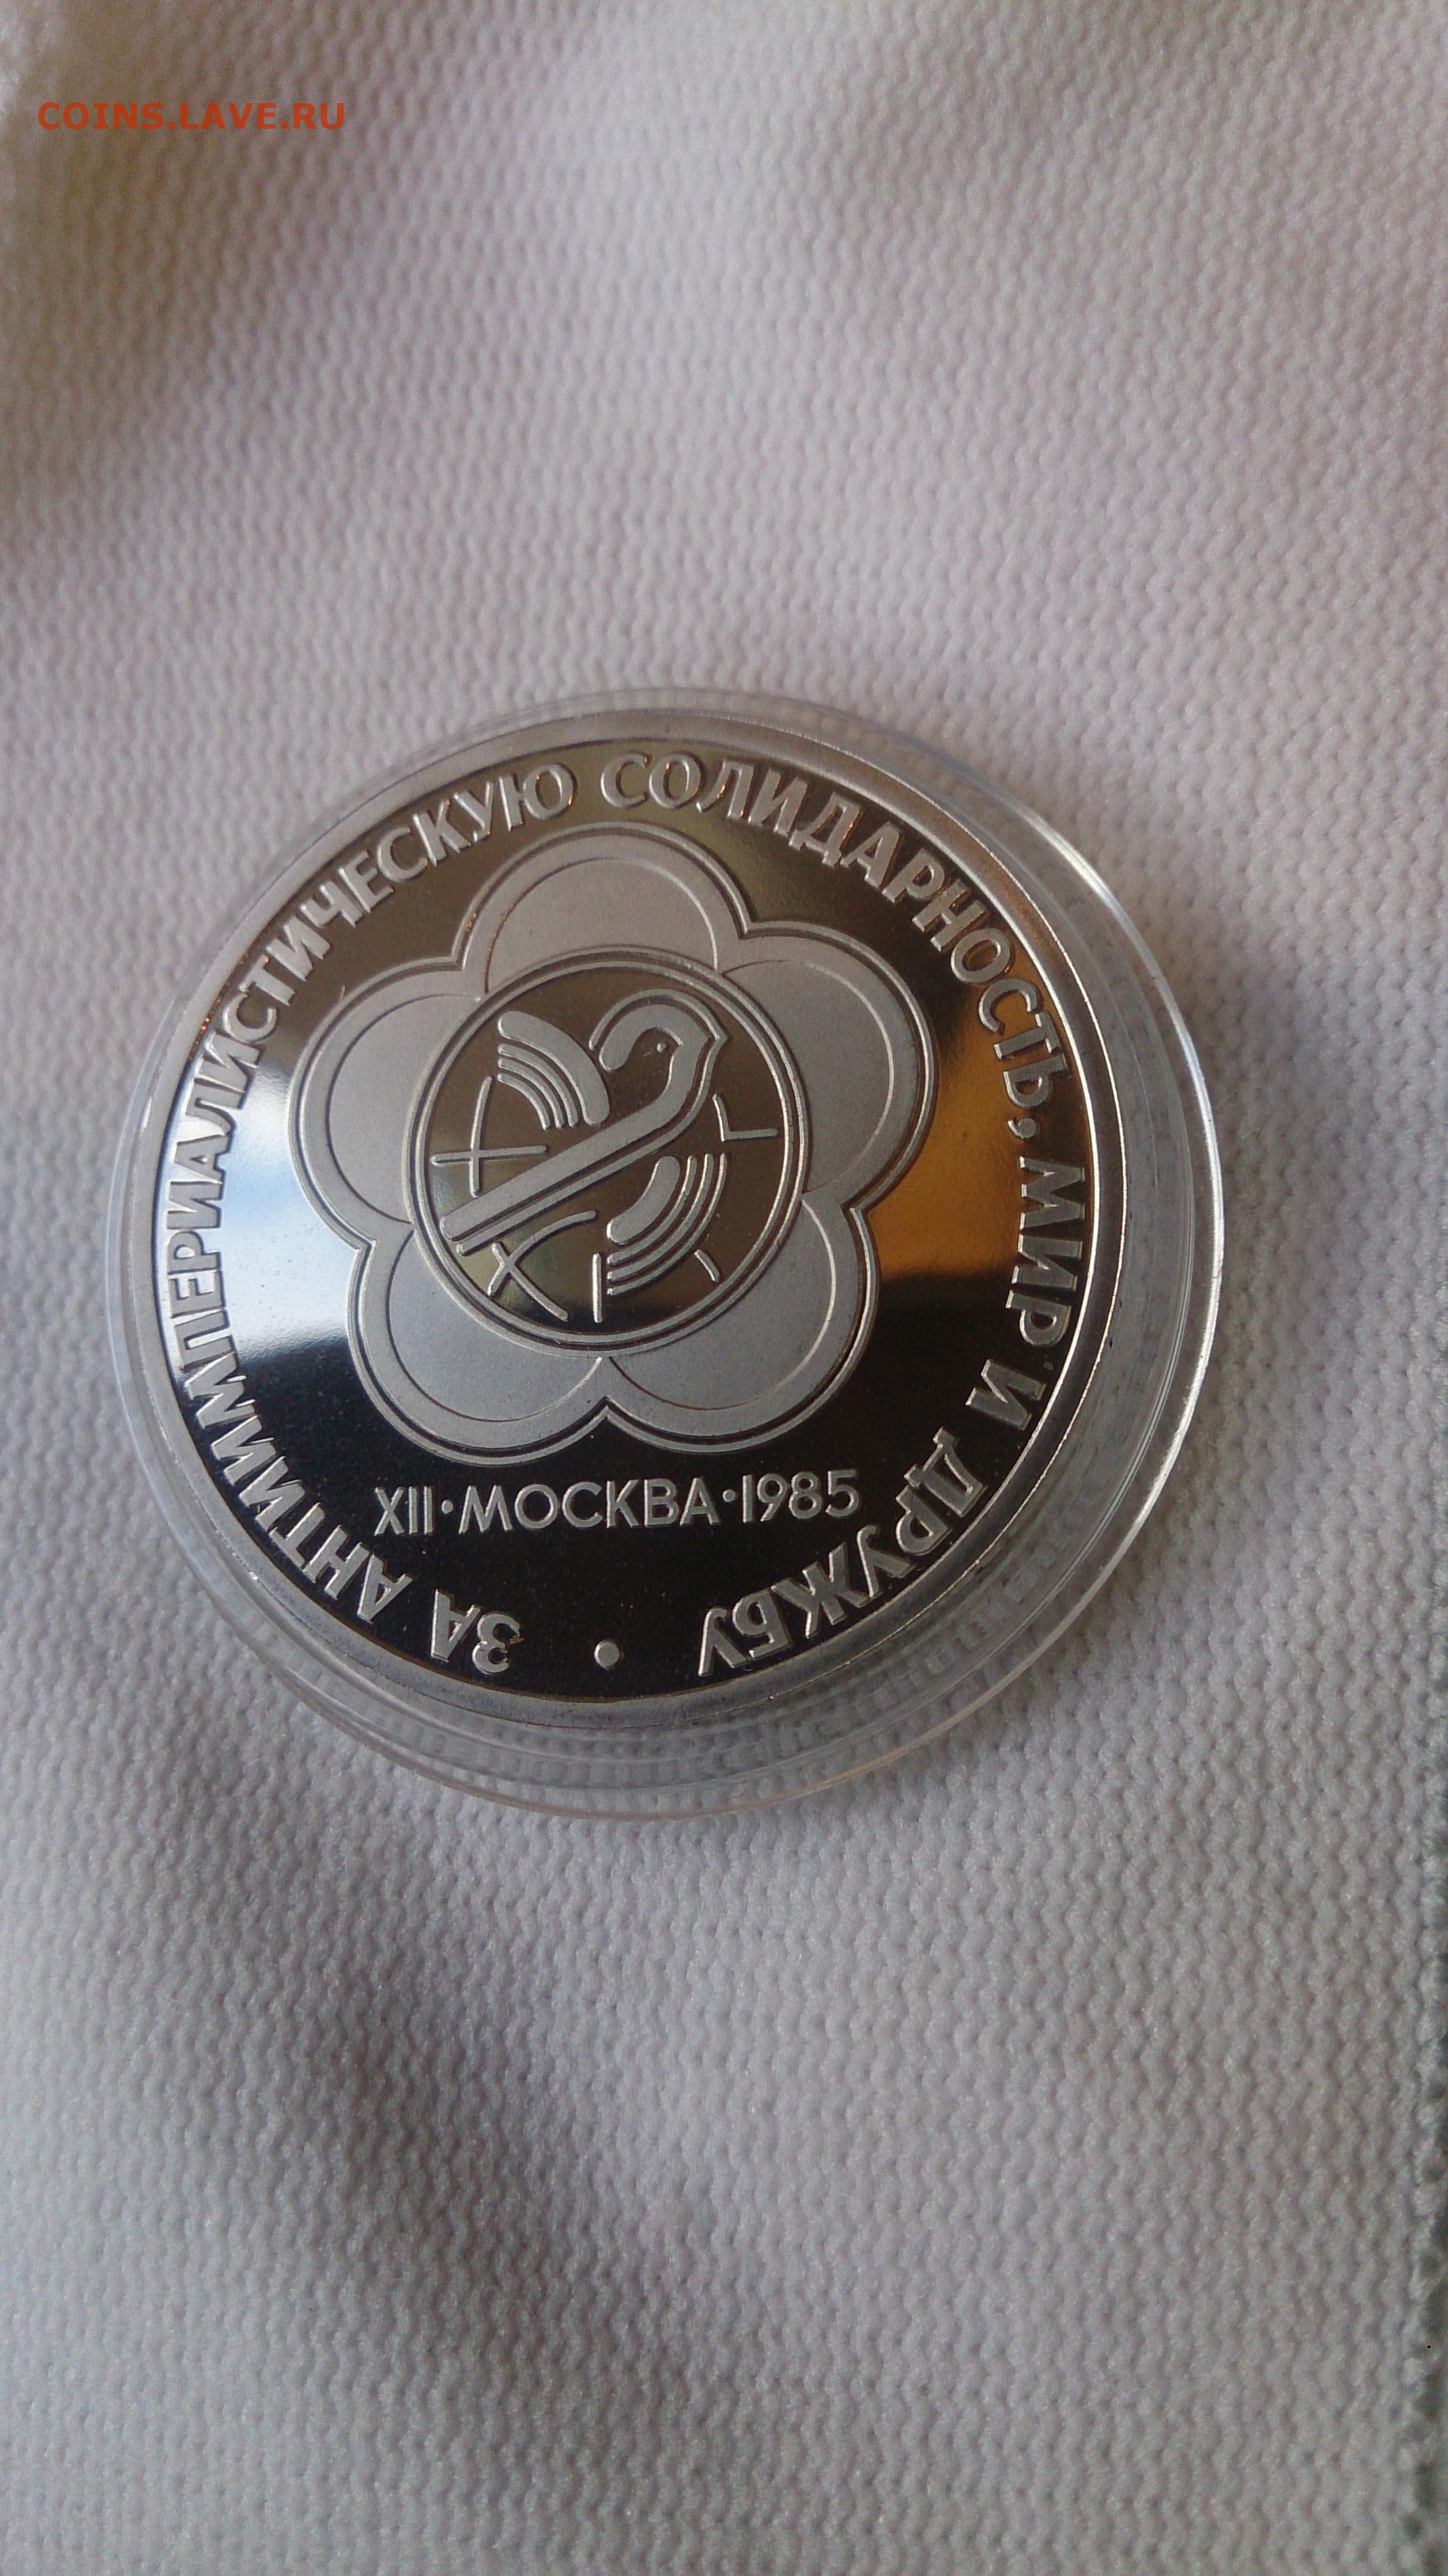 COINS.LAVE.RU
ЗА АНТИИМПЕРИАЛИСТИЧЕСКУЮ СОЛИДАРНОСТЬ, МИР И ДРУЖБУ •
Х Х І І Г
XII•МОСКВА•1985